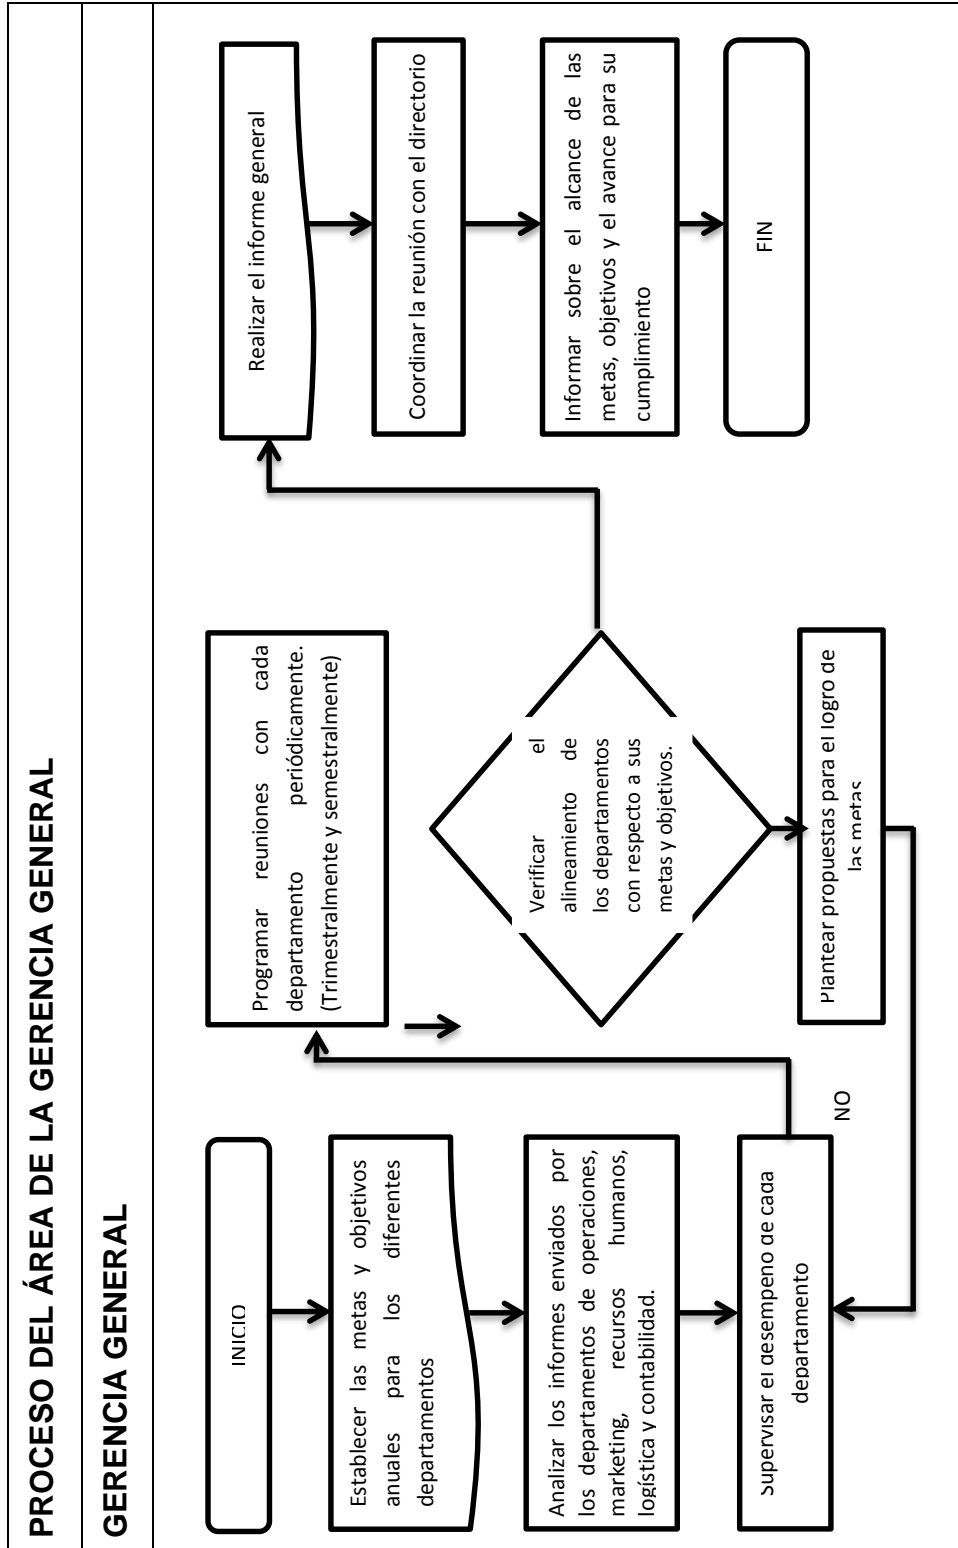 PROCESO DEL ÁREA DE LA GERENCIA GENERAL
GERENCIA GENERAL
INICIO
Establecer las metas y objetivos
anuales para los diferentes
departamentos
Analizar los informes enviados por
los departamentos de operaciones,
marketing, recursos humanos,
logística y contabilidad.
Supervisar el desempeno de cada
departamento
NO
Programar reuniones con cada
departamento periódicamente.
(Trimestralmente y semestralmente)
Verificar el
alineamiento de
los departamentos
con respecto a sus
metas y objetivos.
Plantear propuestas para el logro de
las metas
Realizar el informe general
Coordinar la reunión con el directorio
Informar sobre el alcance de las
metas, objetivos y el avance para su
cumplimiento
FIN